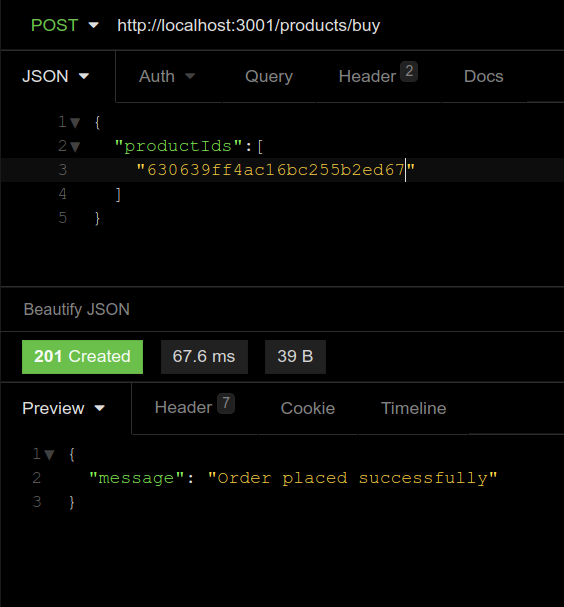 POST http://localhost:3001/products/buy
JSON Auth Query Header 2 Docs
1 {
2 "productIds":[
3 "630639ff4ac16bc255b2ed67"
4 ]
5 }
Beautify JSON
201 Created 67.6 ms 39 B
Preview Header 7 Cookie Timeline
1 {
2 "message": "Order placed successfully"
3 }